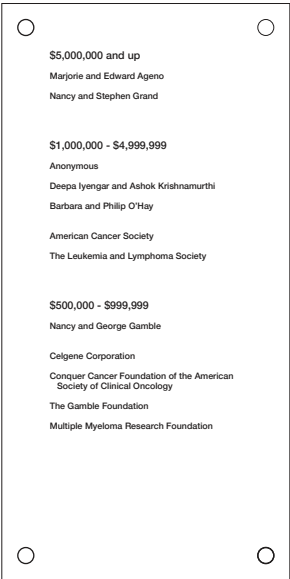 $5,000,000 and up
Marjorie and Edward Ageno
Nancy and Stephen Grand
$1,000,000 - $4,999,999
Anonymous
Deepa Iyengar and Ashok Krishnamurthi
Barbara and Philip O'Hay
American Cancer Society
The Leukemia and Lymphoma Society
$500,000 - $999,999
Nancy and George Gamble
Celgene Corporation
Conquer Cancer Foundation of the American
Society of Clinical Oncology
The Gamble Foundation
Multiple Myeloma Research Foundation